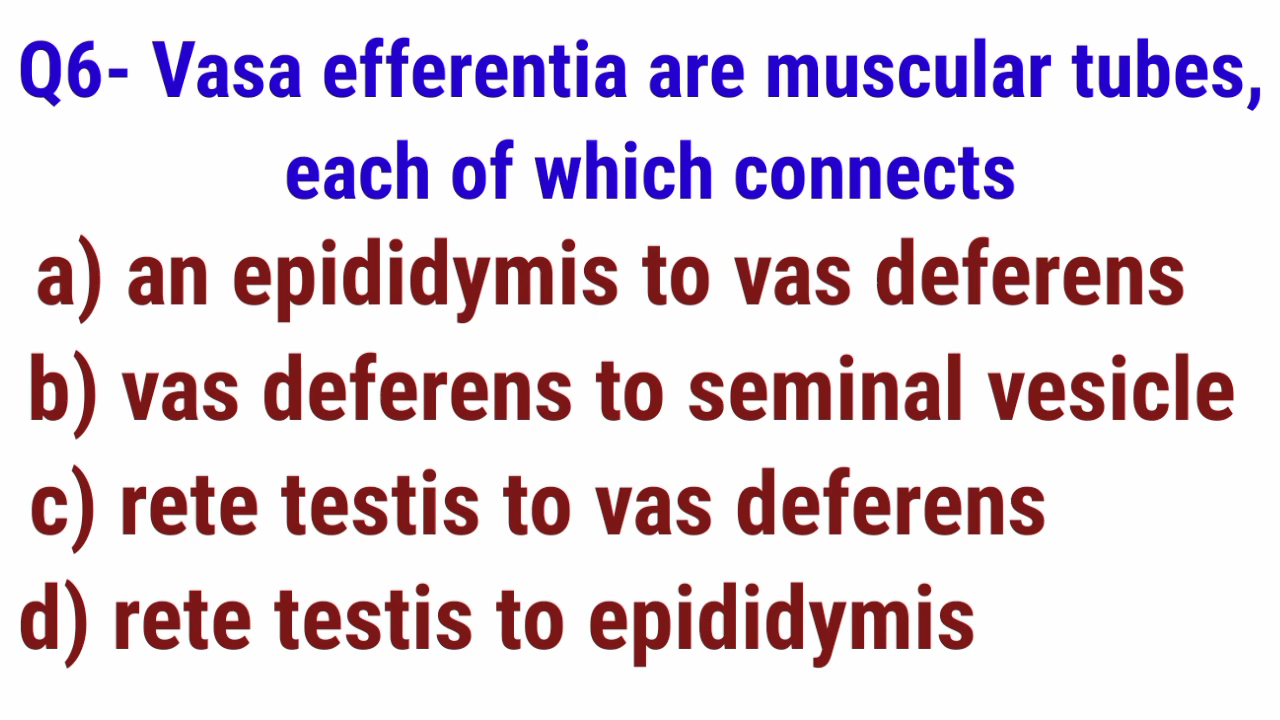 Q6- Vasa efferentia are muscular tubes,
each of which connects
a) an epididymis to vas deferens
b) vas deferens to seminal vesicle
c) rete testis to vas deferens
d) rete testis to epididymis